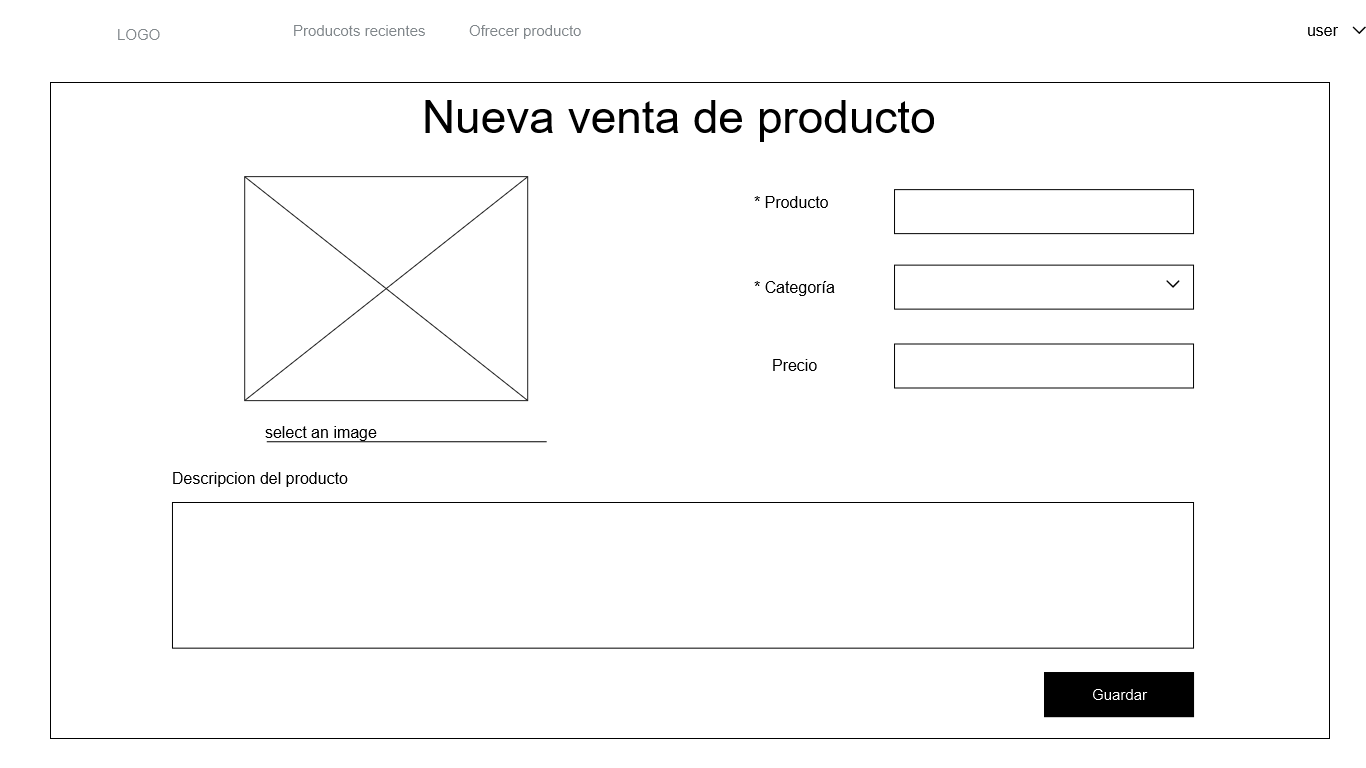 LOGO
Producots recientes
Ofrecer producto
user
Nueva venta de producto
* Producto
* Categoría
Precio
select an image
Descripcion del producto
Guardar